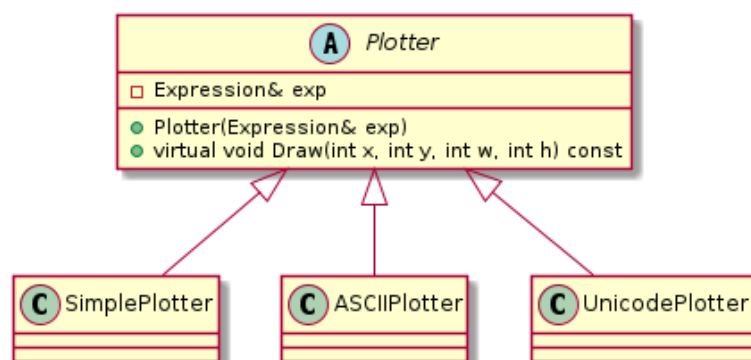 A Plotter
Expression& exp
Plotter(Expression& exp)
virtual void Draw(int x, int y, int w, int h) const
C SimplePlotter
C ASCIIPlotter
C UnicodePlotter